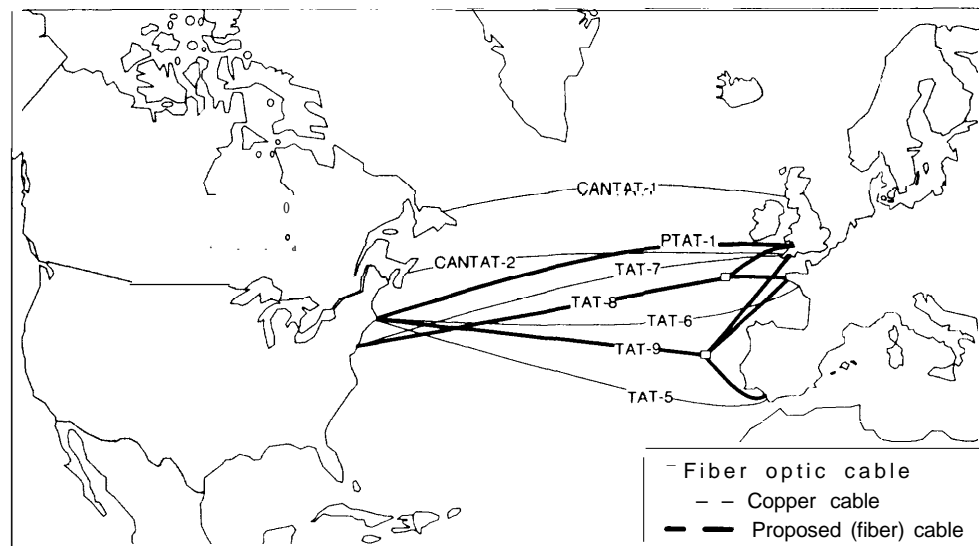 CANTAT-1
PTAT-1
CANTAT-2
TAT-7
TAT-8
TAT-6
TAT-9
TAT-5
Fiber optic cable
Copper cable
Proposed (fiber) cable